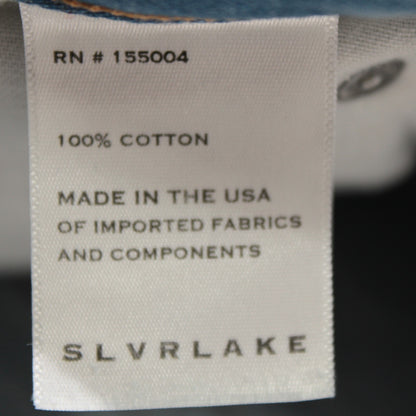 RN # 155004
100% COTTON
MADE IN THE USA
OF IMPORTED FABRICS
AND COMPONENTS
SLVRLAKE